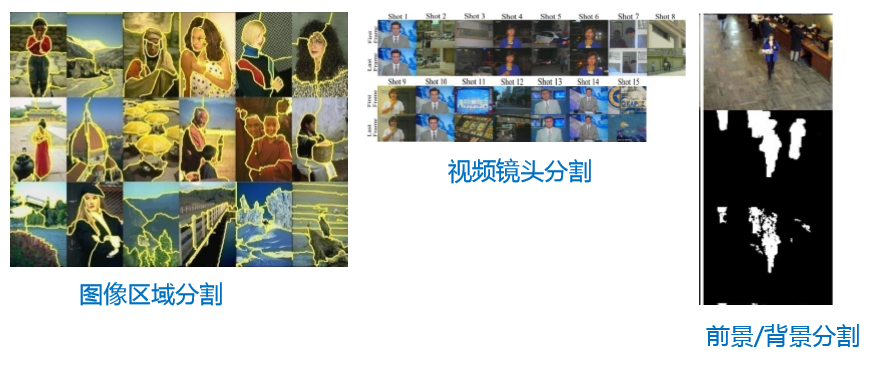 Shot 1 Shot 2 Shot 3 Shot 4 Shot 5 Shot 6 Shot 7 Shot 8
First Frame
Last Frame
Shot 9 Shot 10 Shot 11 Shot 12 Shot 13 Shot 14 Shot 15
First Frame
Last Frame
视频镜头分割
图像区域分割
前景/背景分割